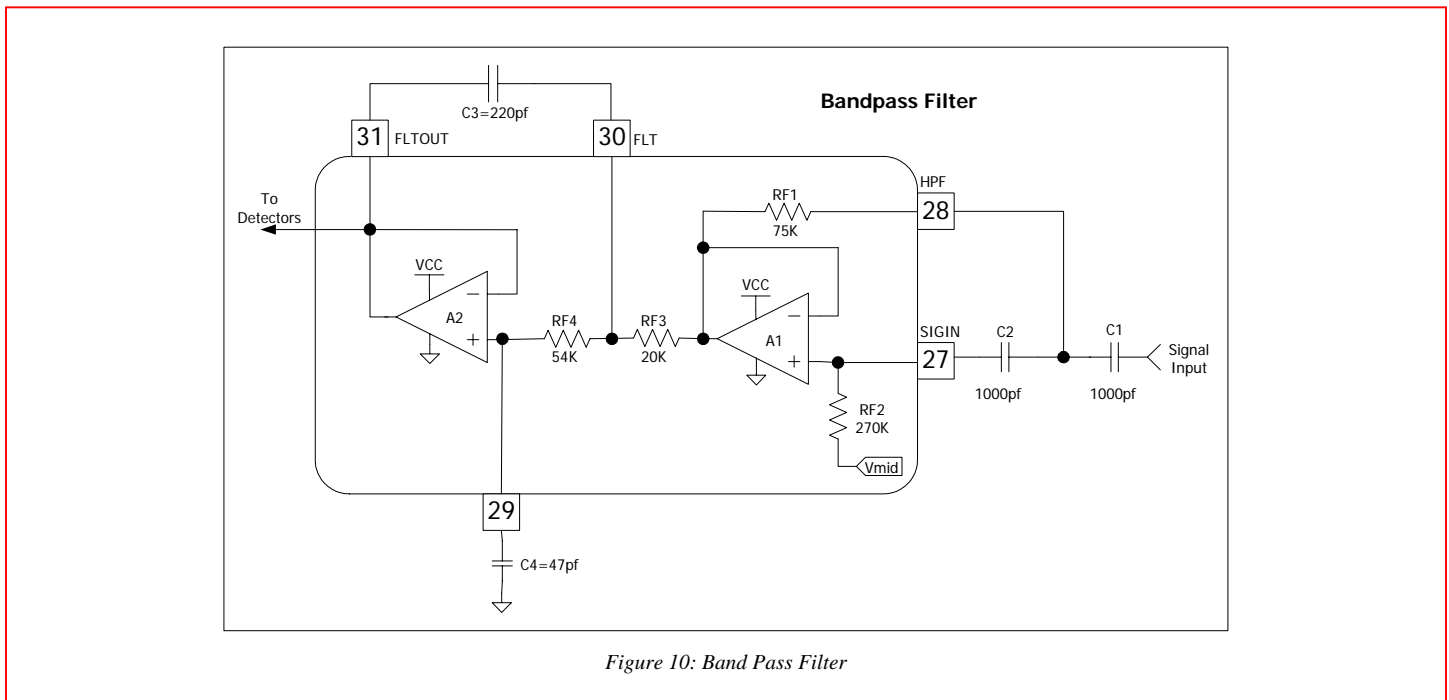 Bandpass Filter
C3=220pf
31
FLTOUT
30
FLT
HPF
28
To
Detectors
RF1
75K
VCC
−
A2
+
RF4
54K
RF3
20K
VCC
−
A1
+
SIGIN
27
C2
1000pf
C1
1000pf
Signal
Input
RF2
270K
Vmid
29
C4=47pf
Figure 10: Band Pass Filter